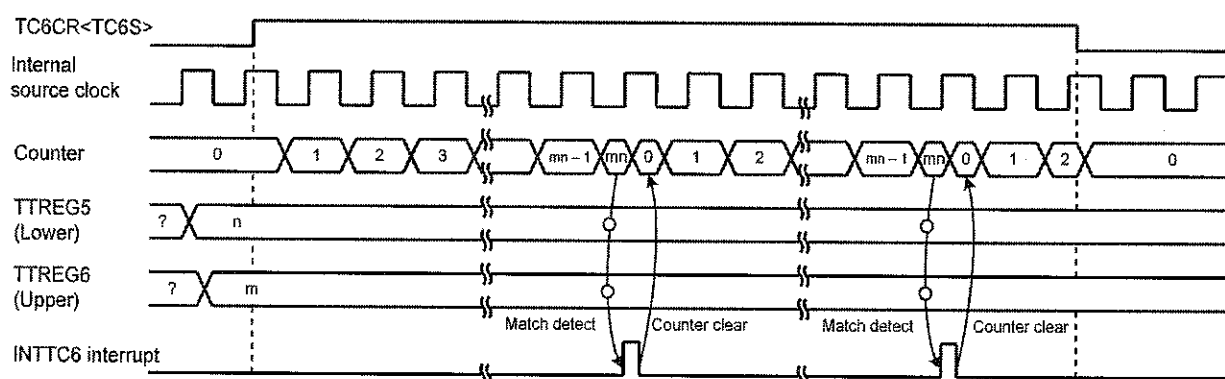 TC6CR<TC6S>
Internal
source clock
Counter
0 1 2 3 mn – 1 mn 0 1 2 mn – 1 mn 0 1 2 0
TTREG5
(Lower)
? n
TTREG6
(Upper)
? m
Match detect Counter clear Match detect Counter clear
INTTC6 interrupt